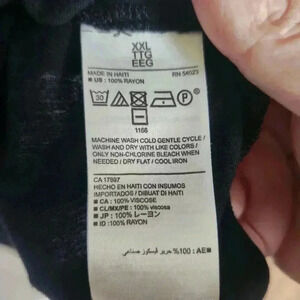 XXL
TTG
EEG
MADE IN HAITI RN 54023
■ US : 100% RAYON
30
P
1166
MACHINE WASH COLD GENTLE CYCLE /
WASH AND DRY WITH LIKE COLORS /
ONLY NON-CHLORINE BLEACH WHEN
NEEDED / DRY FLAT / COOL IRON
CA 17897
HECHO EN HAITI CON INSUMOS
IMPORTADOS / DIBUAT DI HAITI
■ CA : 100% VISCOSE
■ CL/MX/PE : 100% viscosa
■ JP : 100% レーヨン
■ ID : 100% RAYON
■ AE : 100% حرير فيسكوز صناعي